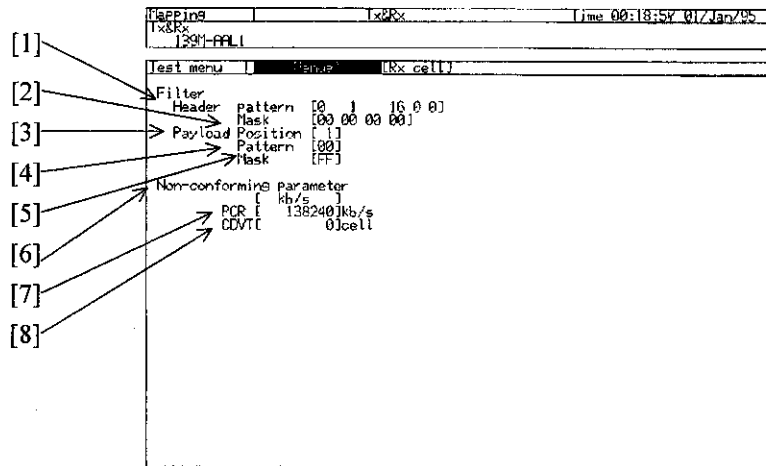 Mapping Tx&Rx Time 00:18:57 01/Jan/95
Tx&Rx
139M-AAL1
Test menu [ Manual ] [Rx cell]
[1]
Filter
Header pattern [0 1 16 0 0]
[2]
Mask [00 00 00 00]
[3]
Payload Position [ 1]
Pattern [00]
[4]
Mask [FF]
[5]
Non-conforming parameter
[ kb/s ]
[6]
PCR [ 138240]kb/s
CDVT[ 0]cell
[7]
[8]